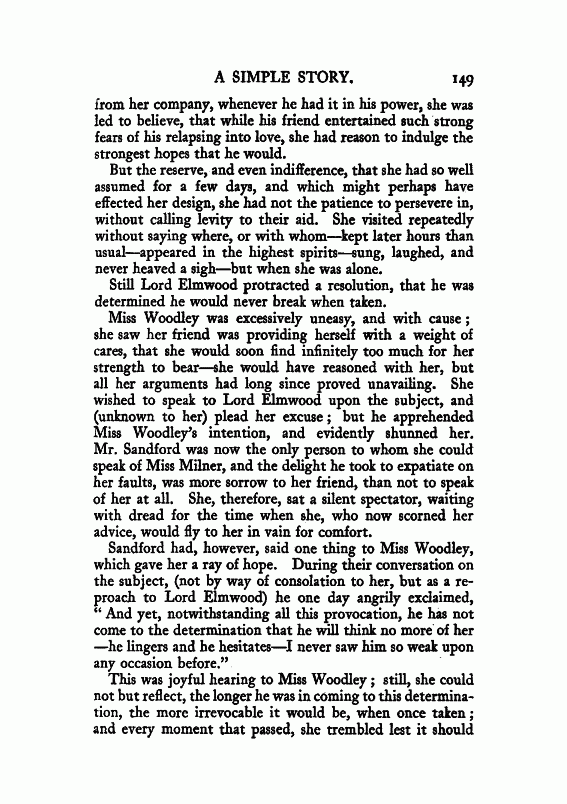 A SIMPLE STORY. 149
from her company, whenever he had it in his power, she was
led to believe, that while his friend entertained such strong
fears of his relapsing into love, she had reason to indulge the
strongest hopes that he would.
But the reserve, and even indifference, that she had so well
assumed for a few days, and which might perhaps have
effected her design, she had not the patience to persevere in,
without calling levity to their aid. She visited repeatedly
without saying where, or with whom—kept later hours than
usual—appeared in the highest spirits—sung, laughed, and
never heaved a sigh—but when she was alone.
Still Lord Elmwood protracted a resolution, that he was
determined he would never break when taken.
Miss Woodley was excessively uneasy, and with cause;
she saw her friend was providing herself with a weight of
cares, that she would soon find infinitely too much for her
strength to bear—she would have reasoned with her, but
all her arguments had long since proved unavailing. She
wished to speak to Lord Elmwood upon the subject, and
(unknown to her) plead her excuse; but he apprehended
Miss Woodley's intention, and evidently shunned her.
Mr. Sandford was now the only person to whom she could
speak of Miss Milner, and the delight he took to expatiate on
her faults, was more sorrow to her friend, than not to speak
of her at all. She, therefore, sat a silent spectator, waiting
with dread for the time when she, who now scorned her
advice, would fly to her in vain for comfort.
Sandford had, however, said one thing to Miss Woodley,
which gave her a ray of hope. During their conversation on
the subject, (not by way of consolation to her, but as a re-
proach to Lord Elmwood) he one day angrily exclaimed,
"And yet, notwithstanding all this provocation, he has not
come to the determination that he will think no more of her
—he lingers and he hesitates—I never saw him so weak upon
any occasion before."
This was joyful hearing to Miss Woodley; still, she could
not but reflect, the longer he was in coming to this determina-
tion, the more irrevocable it would be, when once taken;
and every moment that passed, she trembled lest it should